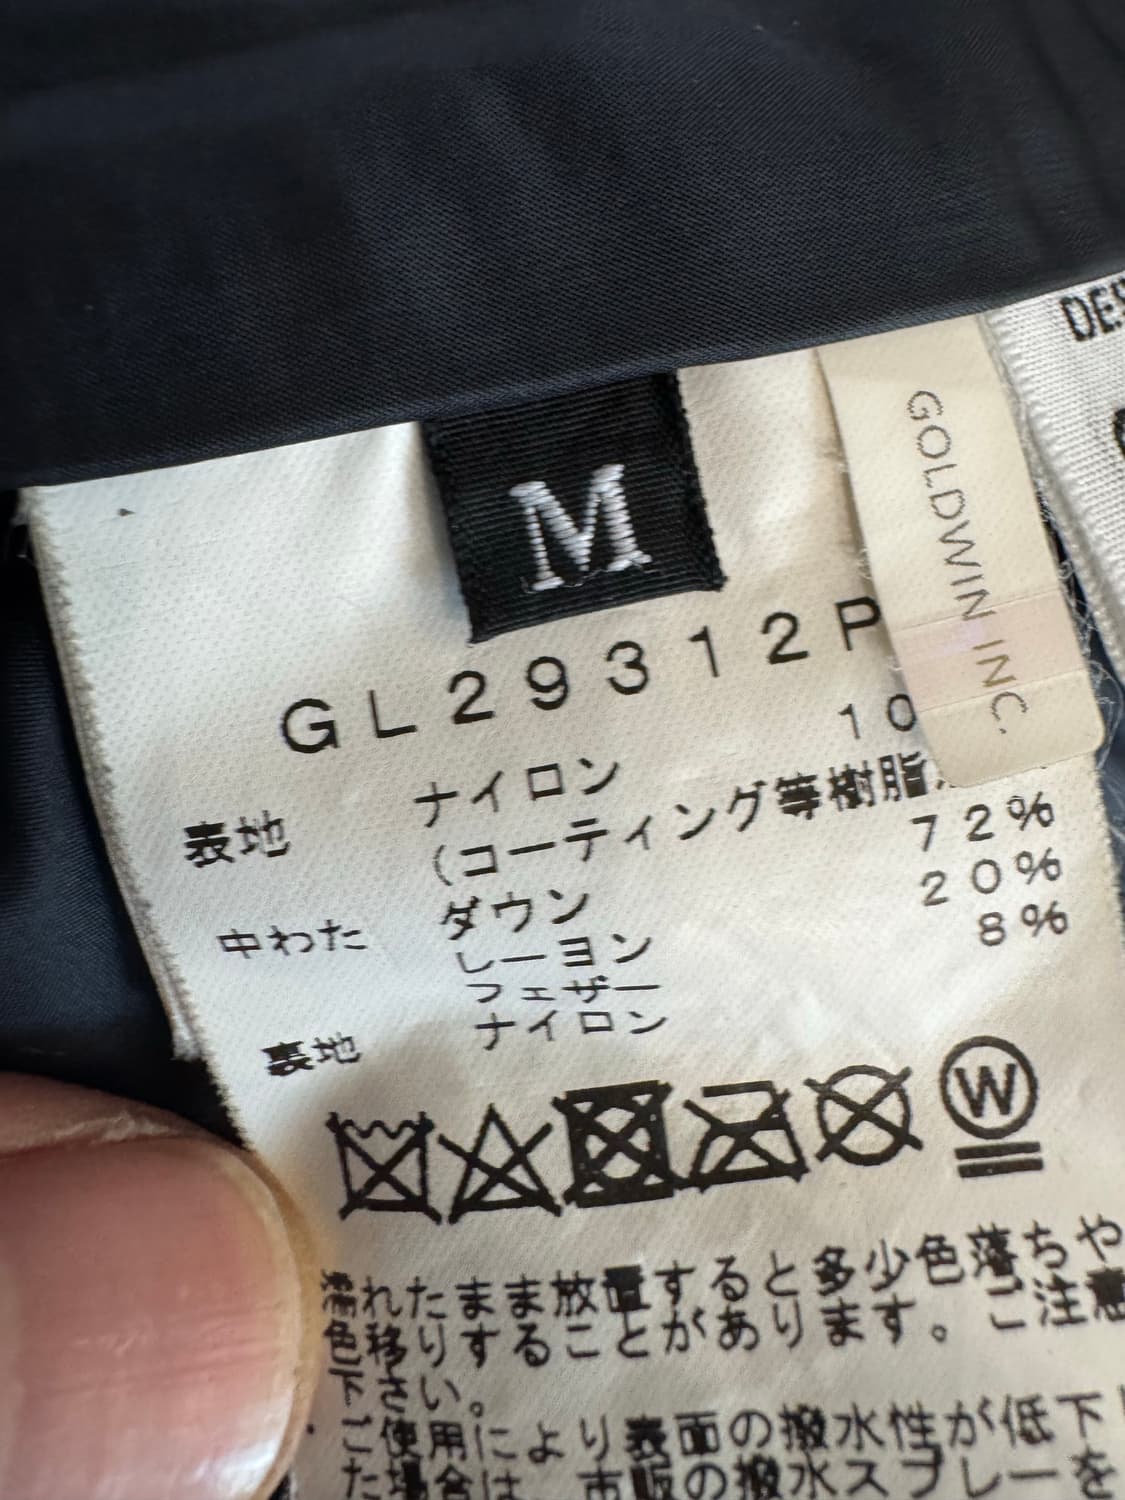 DES
M
GOLDWIN INC.
GL29312P
表地 ナイロン 10
(コーティング等樹脂
中わた ダウン 72%
レーヨン 20%
フェザー 8%
裏地 ナイロン
W
濡れたまま放置すると多少色落ちや
色移りすることがあります。ご注意
下さい。
・ご使用により表面の撥水性が低下
た場合は、市販の撥水スプレーを